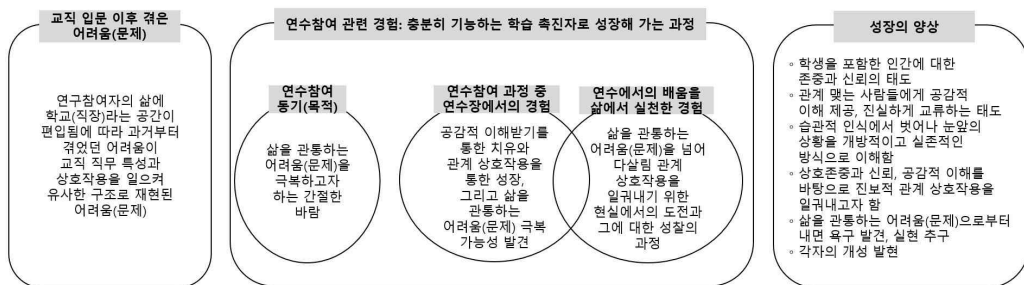 교직 입문 이후 겪은
어려움(문제)
연구참여자의 삶에
학교(직장)라는 공간이
편입됨에 따라 과거부터
겪었던 어려움이
교직 직무 특성과
상호작용을 일으켜
유사한 구조로 재현된
어려움(문제)
연수참여 관련 경험: 충분히 기능하는 학습 촉진자로 성장해 가는 과정
연수참여
동기(목적)
삶을 관통하는
어려움(문제)을
극복하고자
하는 간절한
바람
연수참여 과정 중
연수장에서의 경험
공감적 이해받기를
통한 치유와
관계 상호작용을
통한 성장,
그리고 삶을
관통하는
어려움(문제) 극복
가능성 발견
연수에서의 배움을
삶에서 실천한 경험
삶을 관통하는
어려움(문제)을 넘어
다살림 관계
상호작용을
일궈내기 위한
현실에서의 도전과
그에 대한 성찰의
과정
성장의 양상
◦ 학생을 포함한 인간에 대한
존중과 신뢰의 태도
◦ 관계 맺는 사람들에게 공감적
이해 제공, 진실하게 교류하는 태도
◦ 습관적 인식에서 벗어나 눈앞의
상황을 개방적이고 실존적인
방식으로 이해함
◦ 상호존중과 신뢰, 공감적 이해를
바탕으로 진보적 관계 상호작용을
일궈내고자 함
◦ 삶을 관통하는 어려움(문제)으로부터
내면 욕구 발견, 실현 추구
◦ 각자의 개성 발현